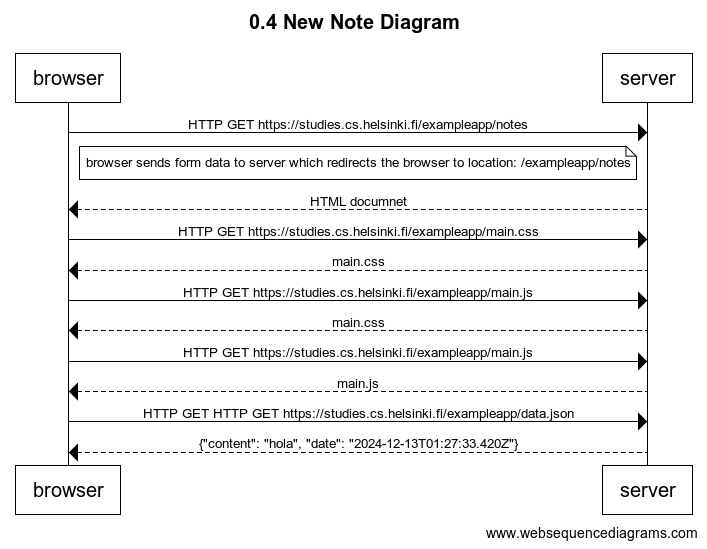 0.4 New Note Diagram
browser server
HTTP GET https://studies.cs.helsinki.fi/exampleapp/notes
browser sends form data to server which redirects the browser to location: /exampleapp/notes
HTML documnet
HTTP GET https://studies.cs.helsinki.fi/exampleapp/main.css
main.css
HTTP GET https://studies.cs.helsinki.fi/exampleapp/main.js
main.css
HTTP GET https://studies.cs.helsinki.fi/exampleapp/main.js
main.js
HTTP GET HTTP GET https://studies.cs.helsinki.fi/exampleapp/data.json
{"content": "hola", "date": "2024-12-13T01:27:33.420Z"}
browser server
www.websequencediagrams.com